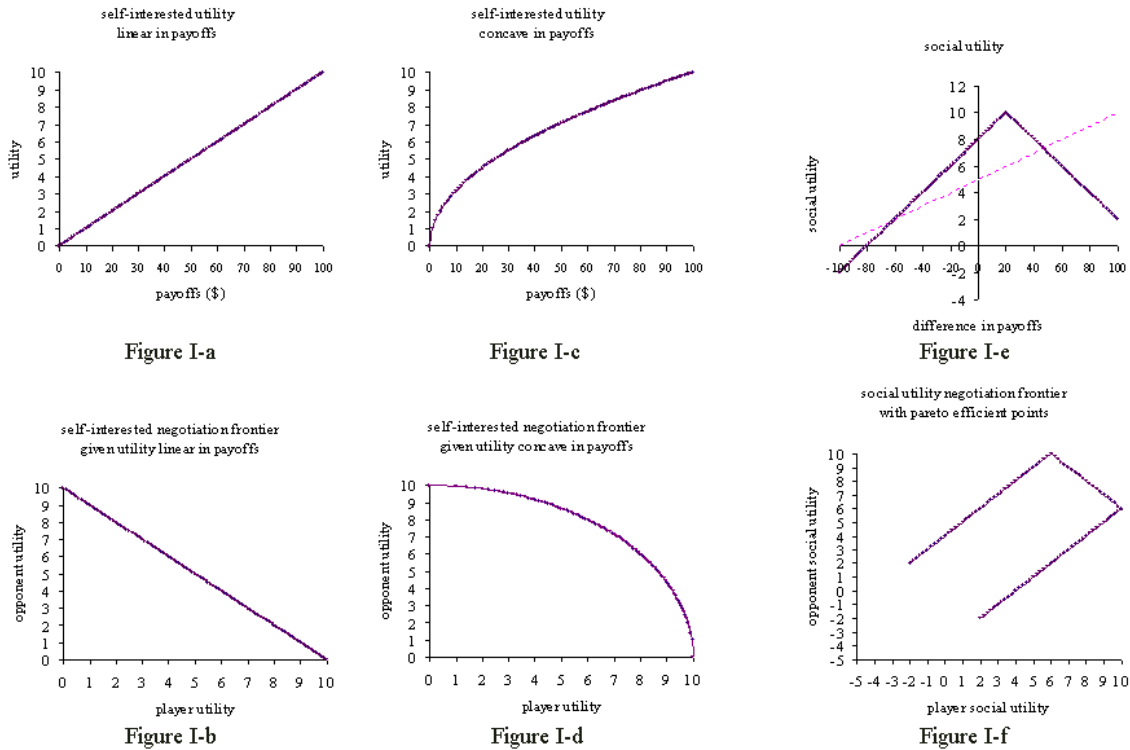 self-interested utility
linear in payoffs
10
9
8
7
6
5
4
3
2
1
0
utility
0 10 20 30 40 50 60 70 80 90 100
payoffs ($)
Figure I-a
self-interested utility
concave in payoffs
10
9
8
7
6
5
4
3
2
1
0
utility
0 10 20 30 40 50 60 70 80 90 100
payoffs ($)
Figure I-c
social utility
12
10
8
6
4
2
0
-2
-4
social utility
-100 -80 -60 -40 -20 0 20 40 60 80 100
difference in payoffs
Figure I-e
self-interested negotiation frontier
given utility linear in payoffs
10
9
8
7
6
5
4
3
2
1
0
opponent utility
0 1 2 3 4 5 6 7 8 9 10
player utility
Figure I-b
self-interested negotiation frontier
given utility concave in payoffs
10
9
8
7
6
5
4
3
2
1
0
opponent utility
0 1 2 3 4 5 6 7 8 9 10
player utility
Figure I-d
social utility negotiation frontier
with pareto efficient points
10
9
8
7
6
5
4
3
2
1
0
-1
-2
-3
-4
-5
opponent social utility
-5 -4 -3 -2 -1 0 1 2 3 4 5 6 7 8 9 10
player social utility
Figure I-f